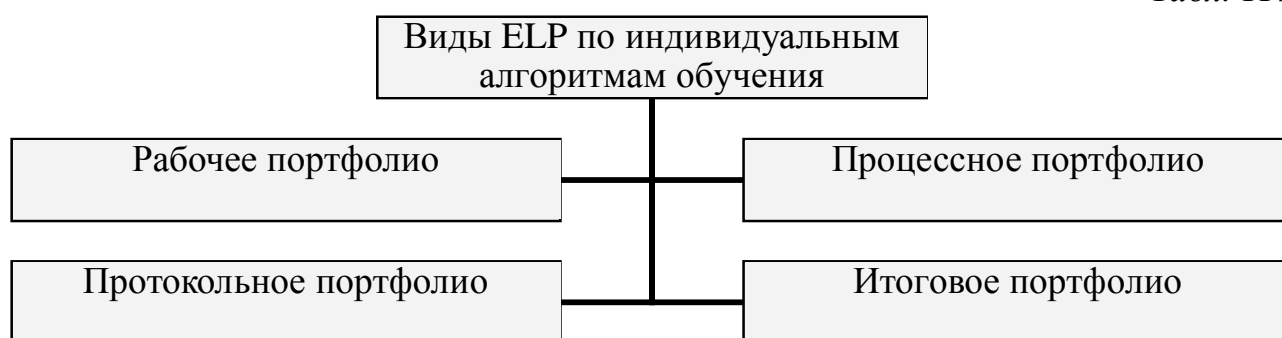 Виды ELP по индивидуальным
алгоритмам обучения
Рабочее портфолио
Процессное портфолио
Протокольное портфолио
Итоговое портфолио